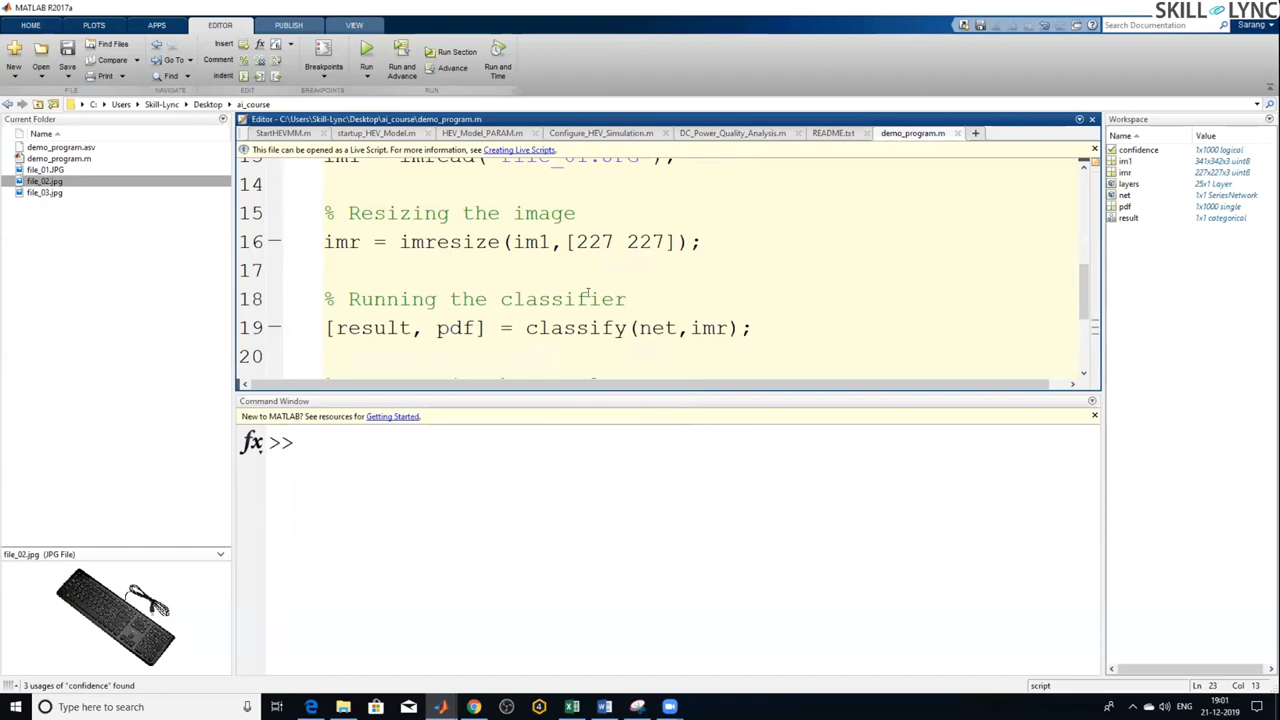 MATLAB R2017a
SKILL-LYNC
HOME PLOTS APPS EDITOR PUBLISH VIEW
Search Documentation
Sarang
New Open Save Find Files Compare Print
Go To Find
Insert Comment Indent
Breakpoints
Run Run and Advance Run Section Advance Run and Time
FILE NAVIGATE EDIT BREAKPOINTS RUN
C: Users Skill-Lync Desktop ai_course
Current Folder
Name
demo_program.asv
demo_program.m
file_01.JPG
file_02.jpg
file_03.jpg
Editor - C:\Users\Skill-Lync\Desktop\ai_course\demo_program.m
StartHEVMM.m startup_HEV_Model.m HEV_Model_PARAM.m Configure_HEV_Simulation.m DC_Power_Quality_Analysis.m README.txt demo_program.m
This file can be opened as a Live Script. For more information, see Creating Live Scripts.
14
15 % Resizing the image
16 imr = imresize(im1,[227 227]);
17
18 % Running the classifier
19 [result, pdf] = classify(net,imr);
20
Command Window
New to MATLAB? See resources for Getting Started.
fx >>
Workspace
Name Value
confidence 1x1000 logical
im1 341x342x3 uint8
imr 227x227x3 uint8
layers 25x1 Layer
net 1x1 SeriesNetwork
pdf 1x1000 single
result 1x1 categorical
file_02.jpg (JPG File)
3 usages of "confidence" found
script
Ln 23 Col 13
Type here to search
ENG
19:01
21-12-2019